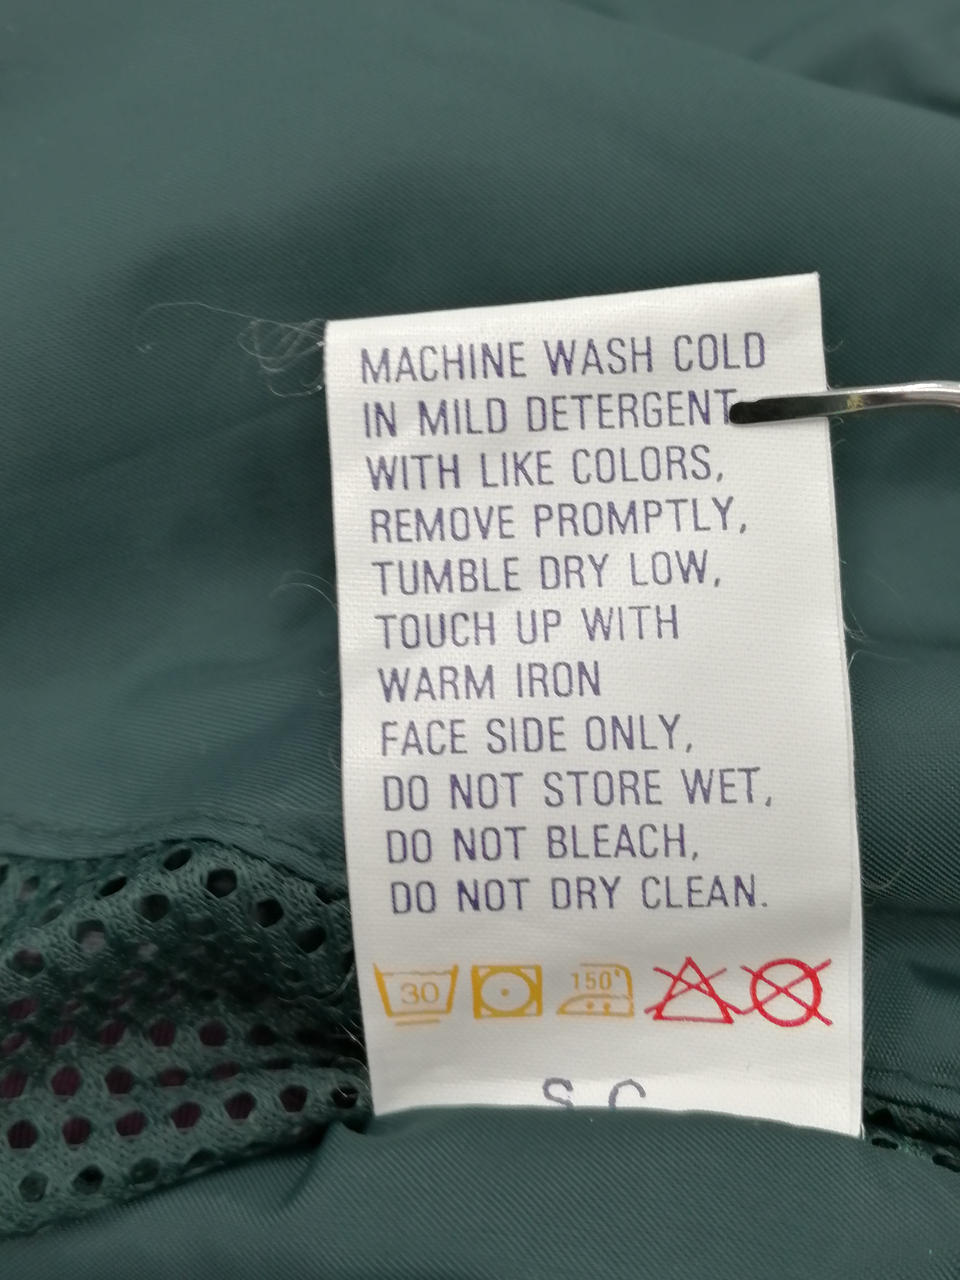 MACHINE WASH COLD
IN MILD DETERGENT
WITH LIKE COLORS,
REMOVE PROMPTLY,
TUMBLE DRY LOW,
TOUCH UP WITH
WARM IRON
FACE SIDE ONLY,
DO NOT STORE WET,
DO NOT BLEACH,
DO NOT DRY CLEAN.
30 150°